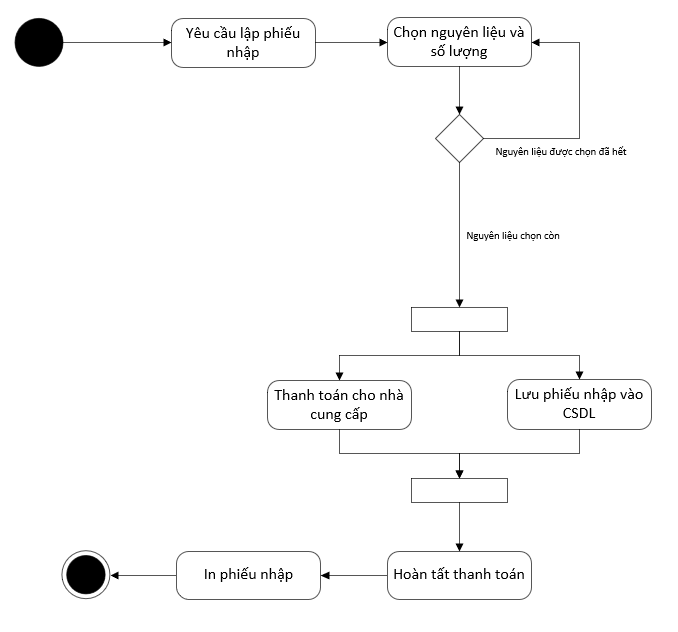 Yêu cầu lập phiếu
nhập
Chọn nguyên liệu và
số lượng
Nguyên liệu được chọn đã hết
Nguyên liệu chọn còn
Thanh toán cho nhà
cung cấp
Lưu phiếu nhập vào
CSDL
In phiếu nhập
Hoàn tất thanh toán